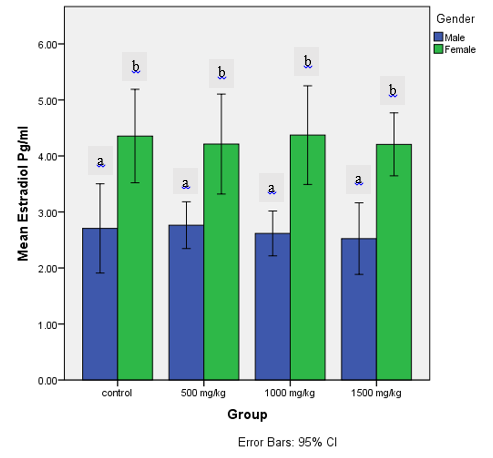 Gender
Male
Female
6.00
5.00
4.00
3.00
2.00
1.00
0.00
Mean Estradiol Pg/ml
a
b
a
b
a
b
a
b
control
500 mg/kg
1000 mg/kg
1500 mg/kg
Group
Error Bars: 95% CI